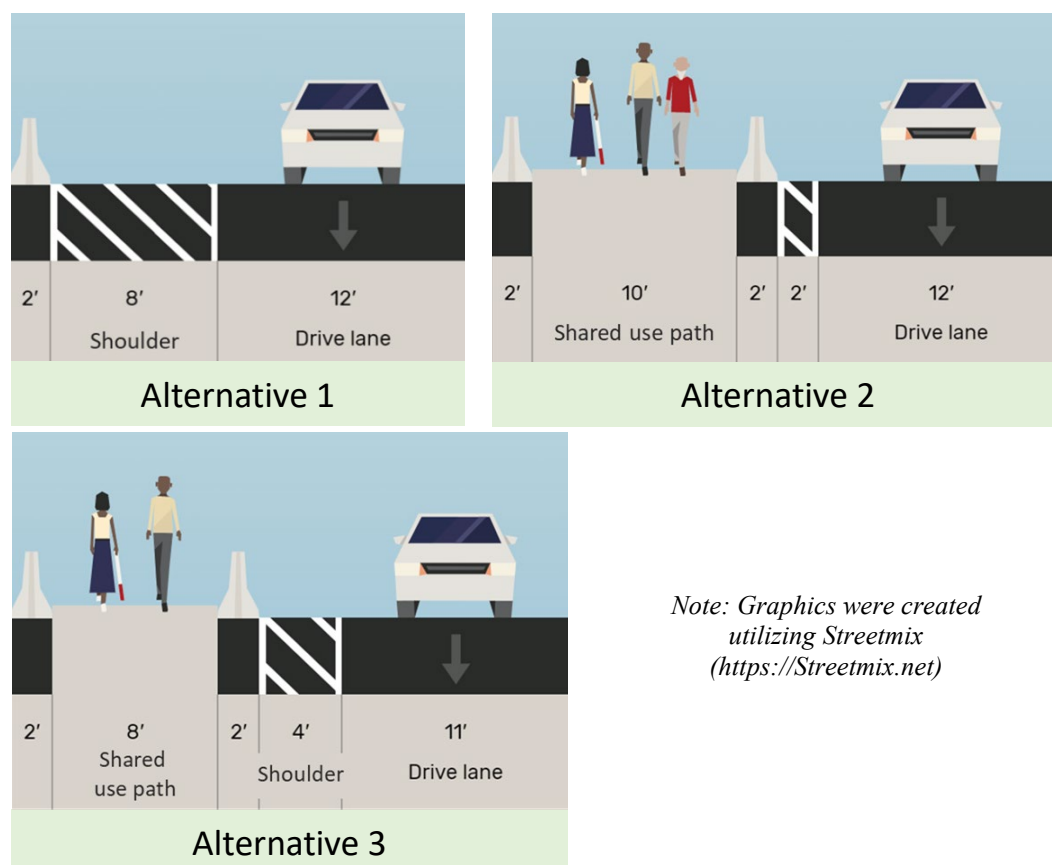 2′ 8′ 12′
Shoulder Drive lane
Alternative 1
2′ 10′ 2′ 2′ 12′
Shared use path Drive lane
Alternative 2
2′ 8′ 2′ 4′ 11′
Shared
use path Shoulder Drive lane
Alternative 3
Note: Graphics were created
utilizing Streetmix
(https://Streetmix.net)